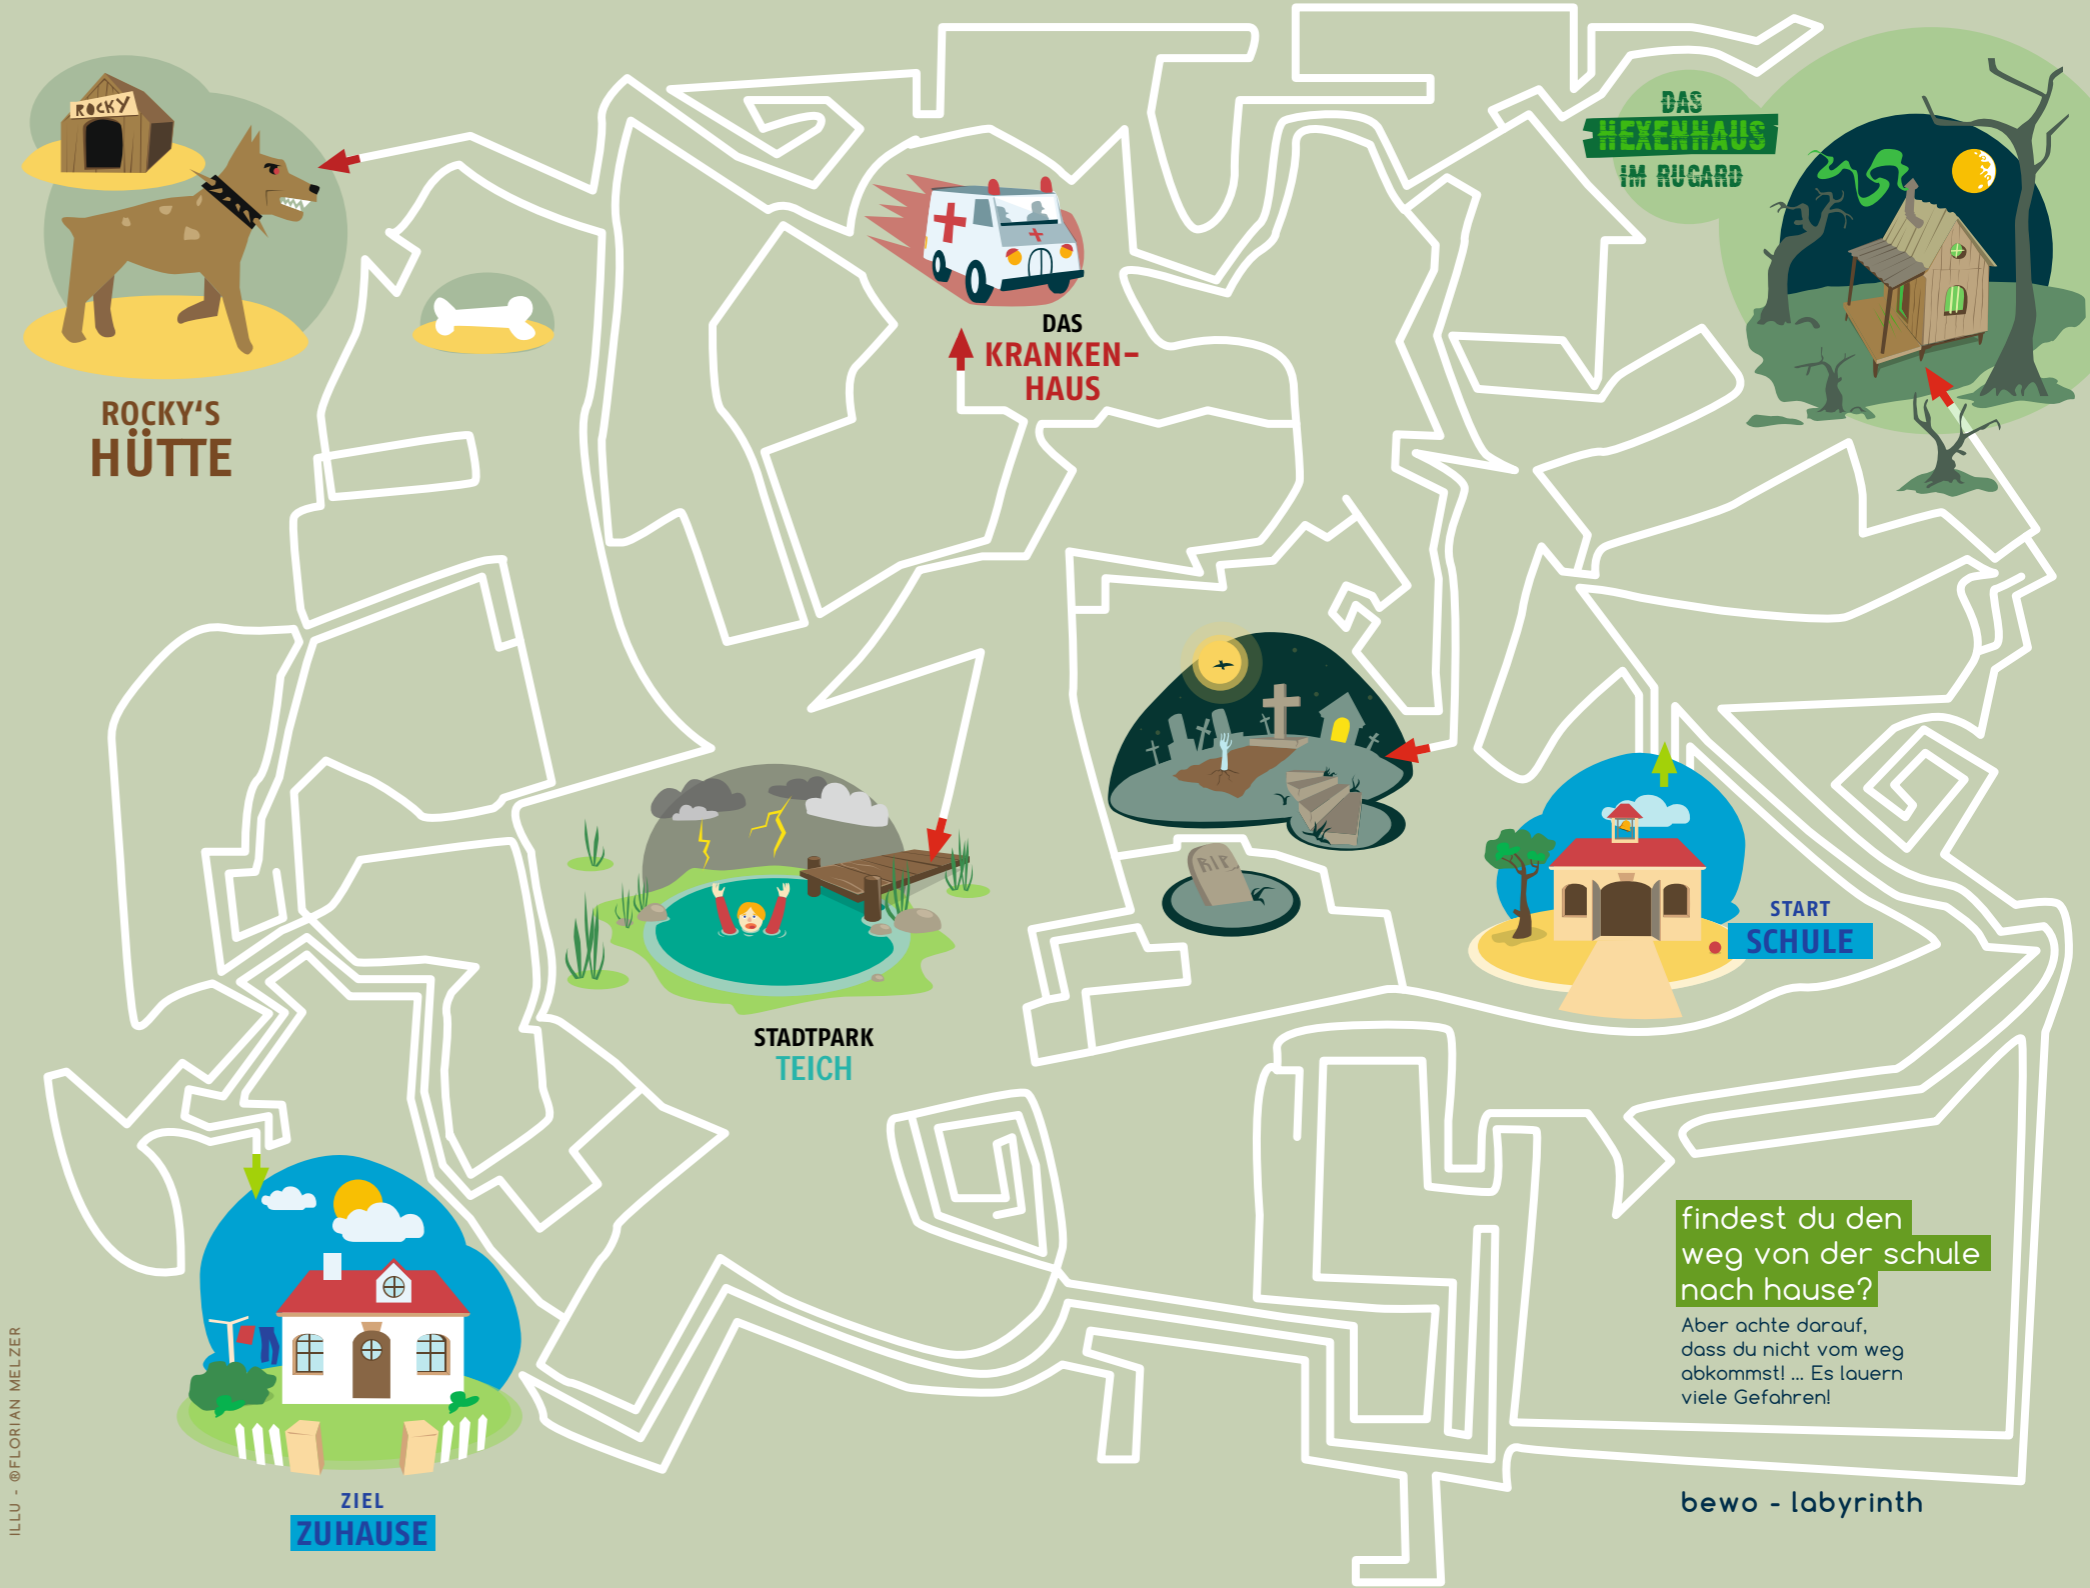 ROCKY
ROCKY'S
HÜTTE
DAS
KRANKEN-
HAUS
DAS
HEXENHAUS
IM RUGARD
RIP
START
SCHULE
STADTPARK
TEICH
findest du den
weg von der schule
nach hause?
Aber achte darauf,
dass du nicht vom weg
abkommst! ... Es lauern
viele Gefahren!
bewo - labyrinth
ZIEL
ZUHAUSE
ILLU - ®FLORIAN MELZER